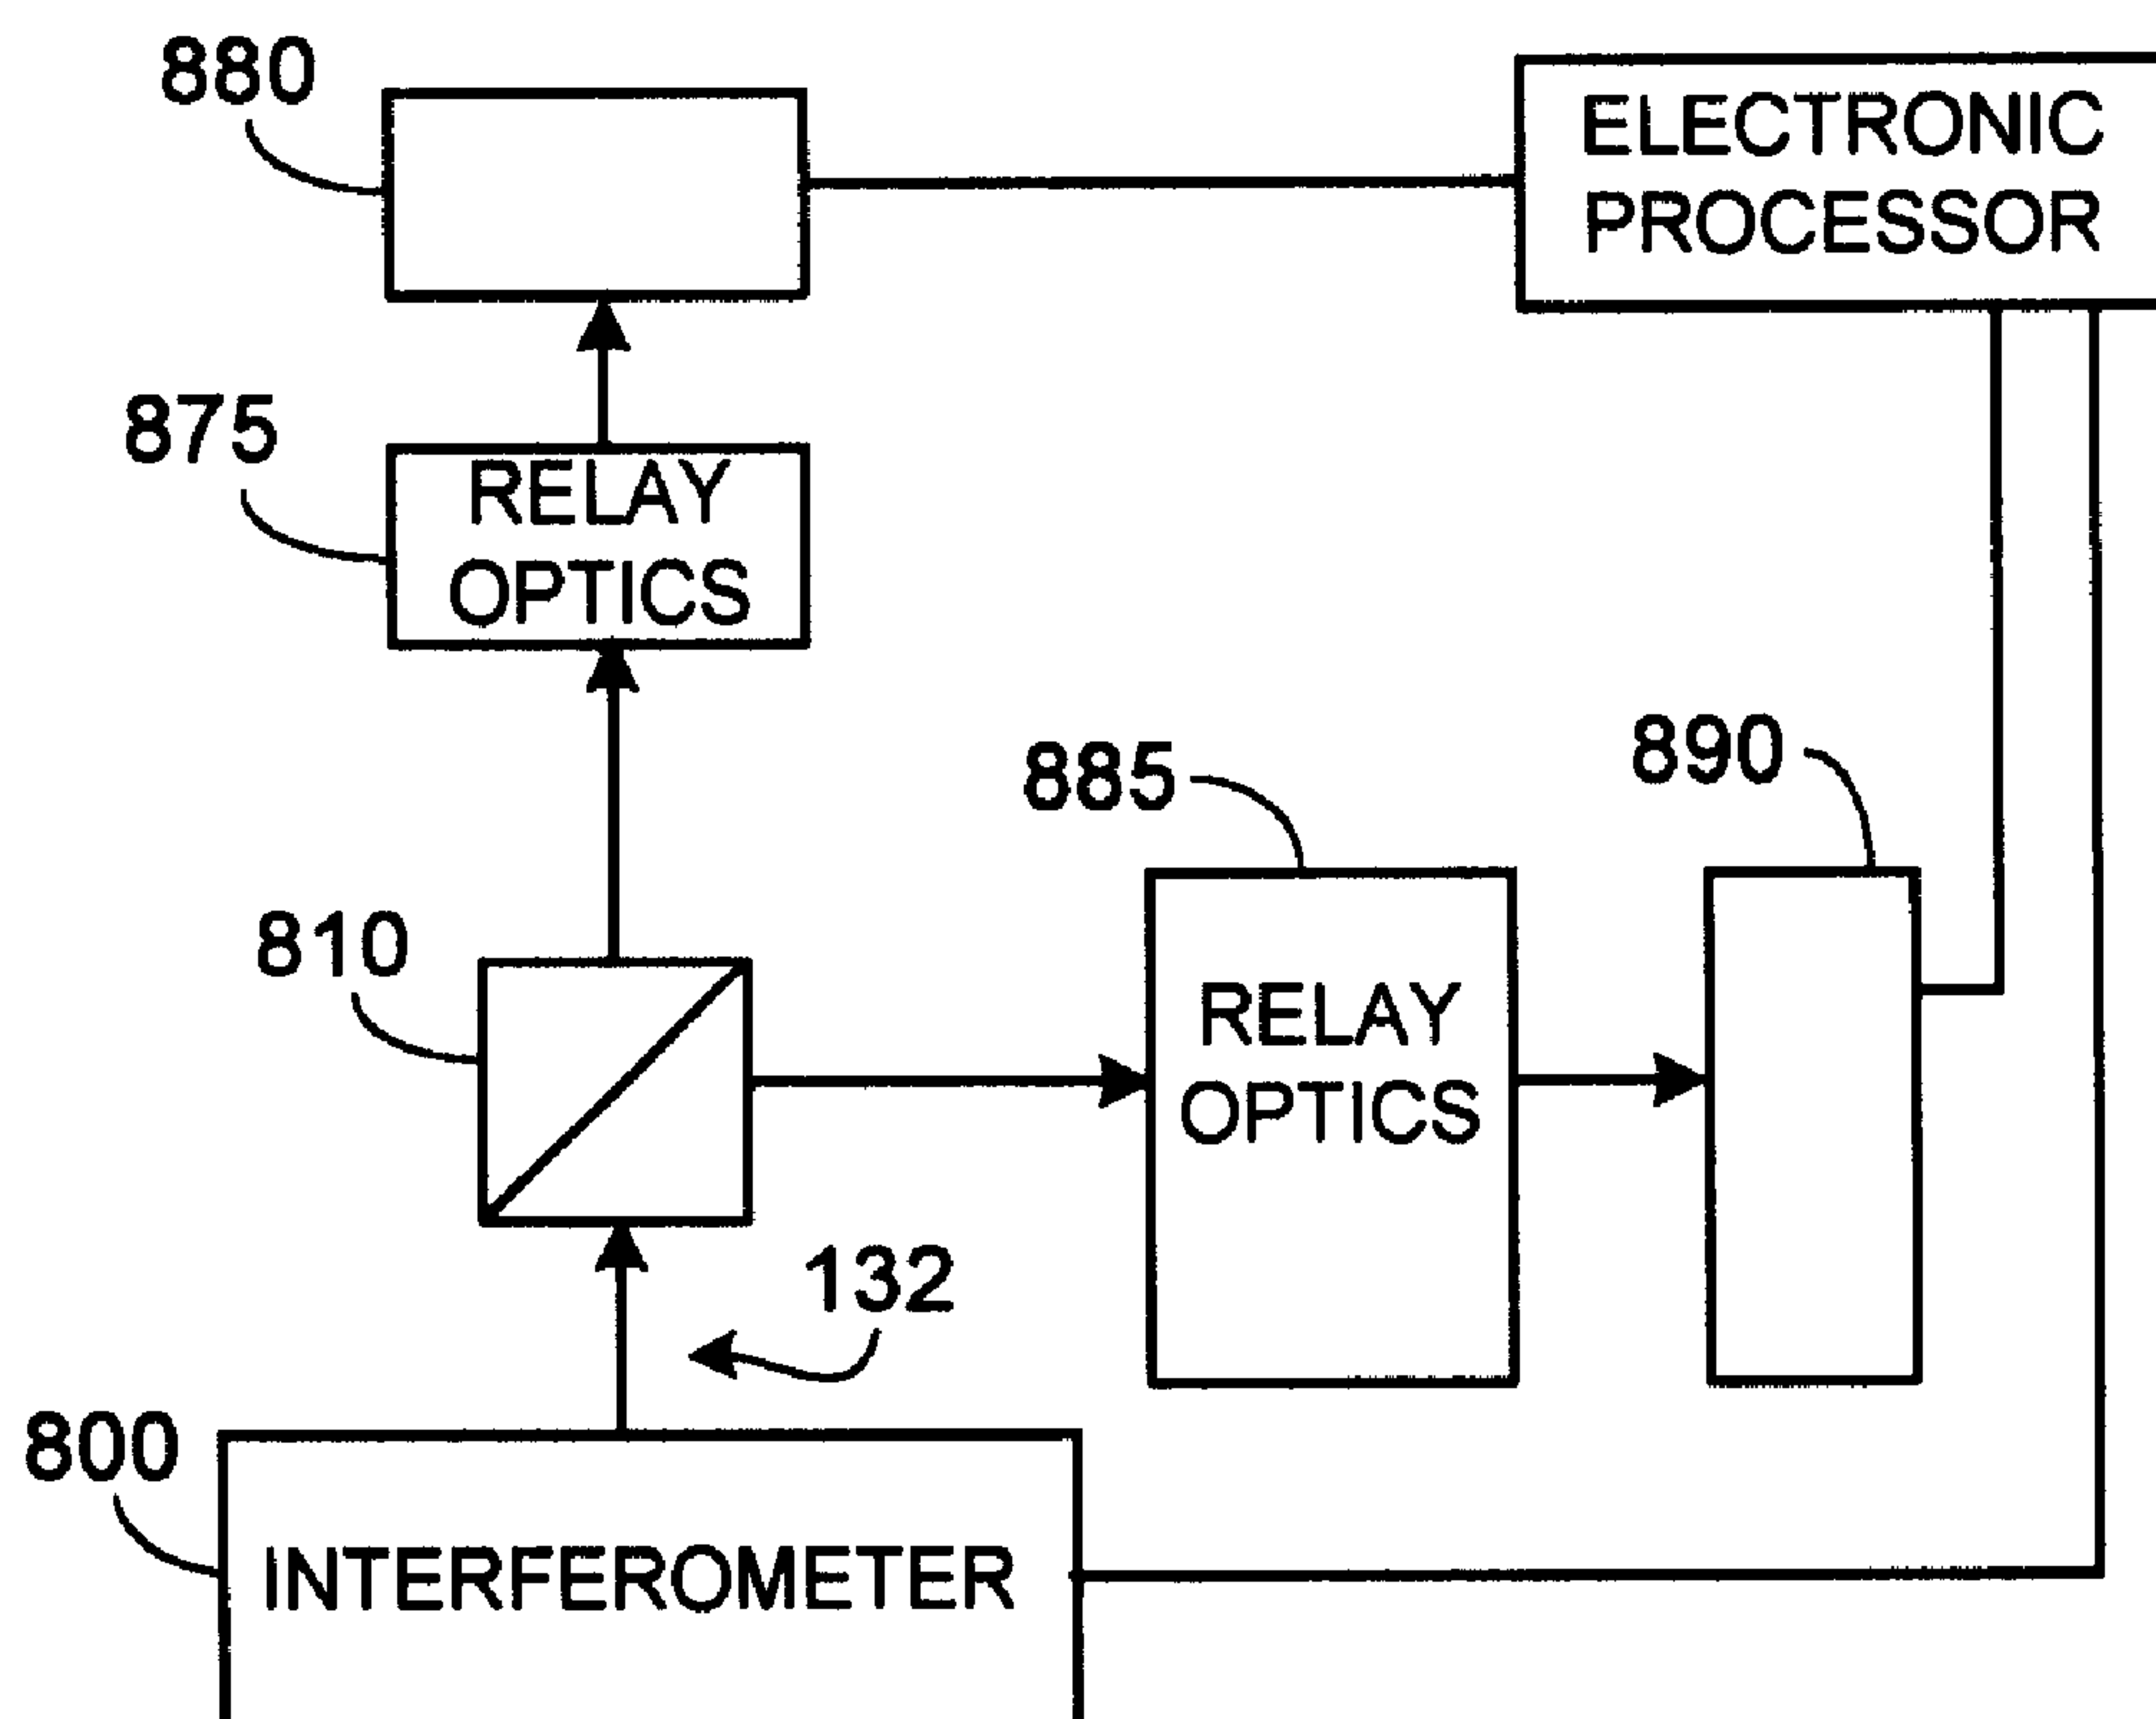 880
ELECTRONIC
PROCESSOR
875
RELAY
OPTICS
885
890
810
RELAY
OPTICS
132
800
INTERFEROMETER